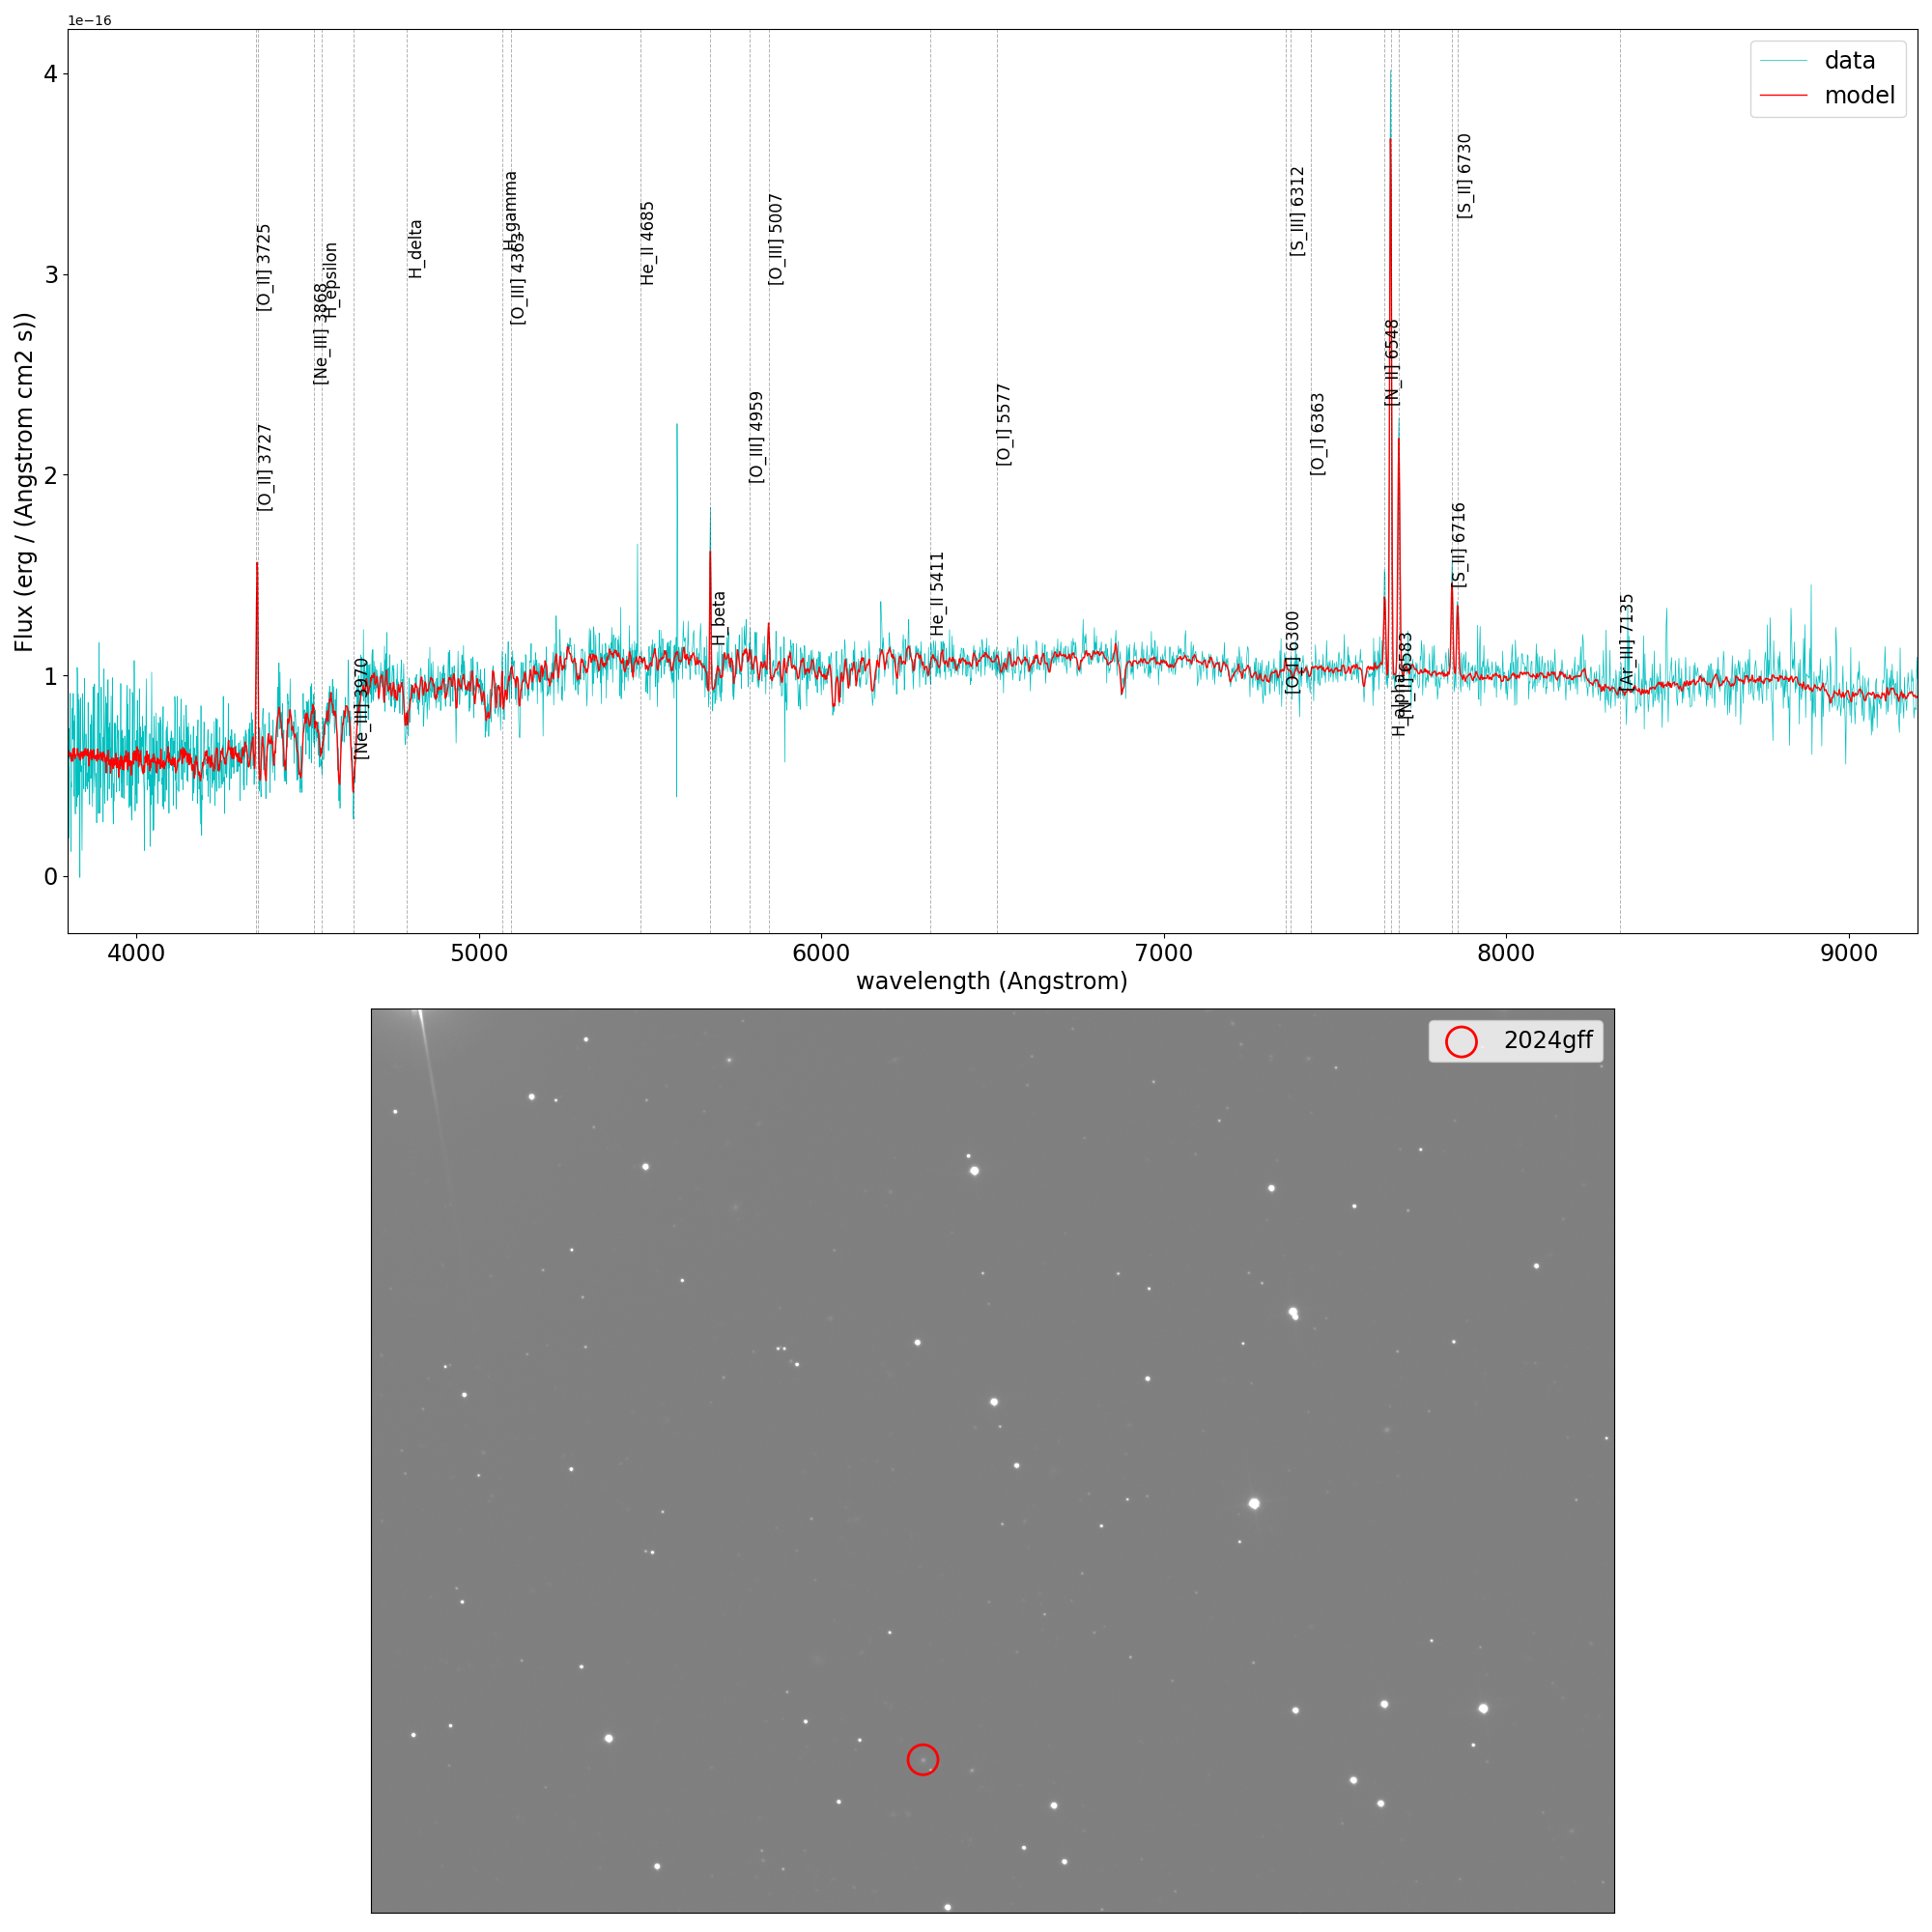 1e−16
data
model
4
3
2
1
0
Flux (erg / (Angstrom cm2 s))
[O_II] 3725
[O_II] 3727
[Ne_III] 3868
H_epsilon
[Ne_III] 3970
H_delta
H_gamma
[O_III] 4363
He_II 4685
H_beta
[O_III] 4959
[O_III] 5007
He_II 5411
[O_I] 5577
[O_I] 6300
[S_III] 6312
[O_I] 6363
[N_II] 6548
H_alpha
[N_II] 6583
[S_II] 6716
[S_II] 6730
[Ar_III] 7135
4000
5000
6000
7000
8000
9000
wavelength (Angstrom)
2024gff